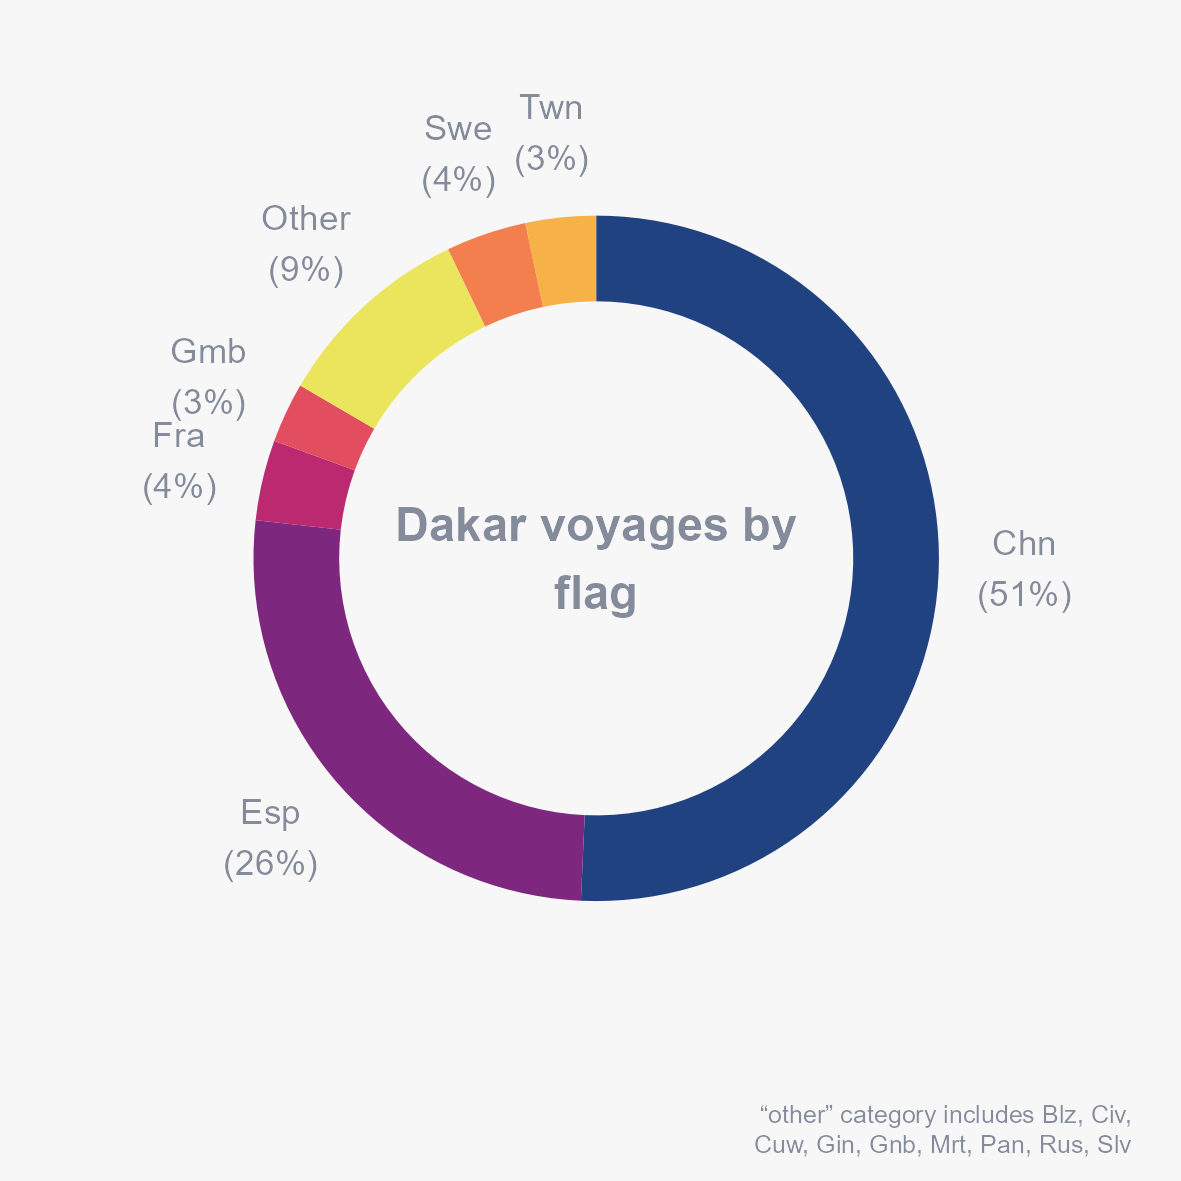 Twn
(3%)
Swe
(4%)
Other
(9%)
Gmb
(3%)
Fra
(4%)
Dakar voyages by
flag
Chn
(51%)
Esp
(26%)
“other” category includes Blz, Civ,
Cuw, Gin, Gnb, Mrt, Pan, Rus, Slv